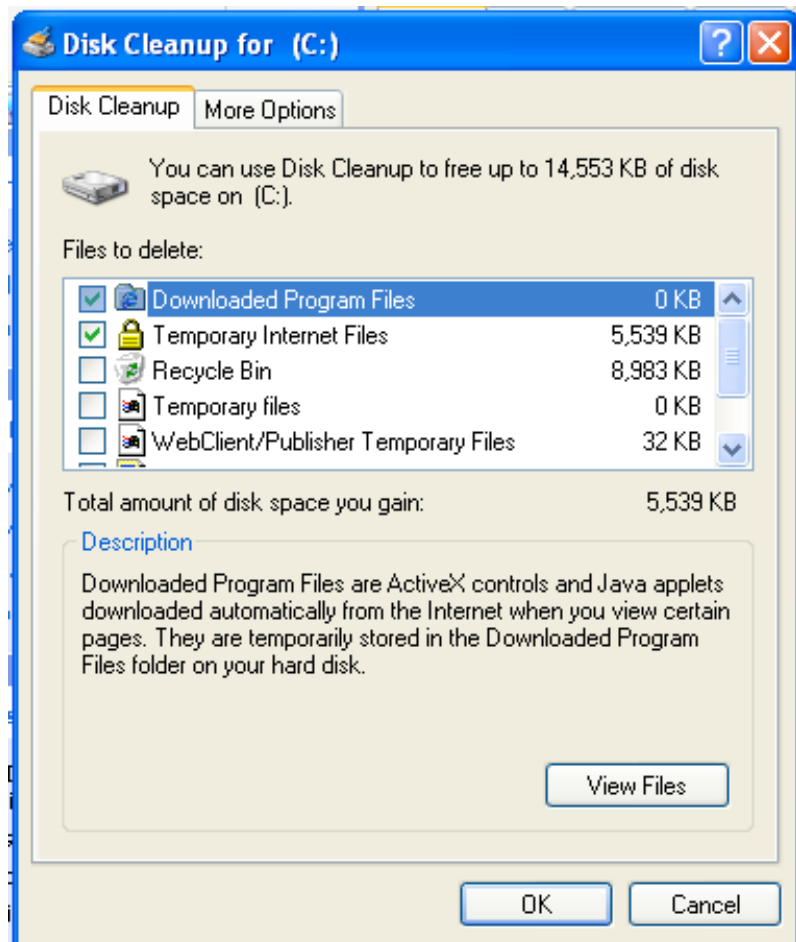 Disk Cleanup for (C:)
Disk Cleanup
More Options
You can use Disk Cleanup to free up to 14,553 KB of disk
space on (C:).
Files to delete:
Downloaded Program Files 0 KB
Temporary Internet Files 5,539 KB
Recycle Bin 8,983 KB
Temporary files 0 KB
WebClient/Publisher Temporary Files 32 KB
Total amount of disk space you gain: 5,539 KB
Description
Downloaded Program Files are ActiveX controls and Java applets
downloaded automatically from the Internet when you view certain
pages. They are temporarily stored in the Downloaded Program
Files folder on your hard disk.
View Files
OK
Cancel